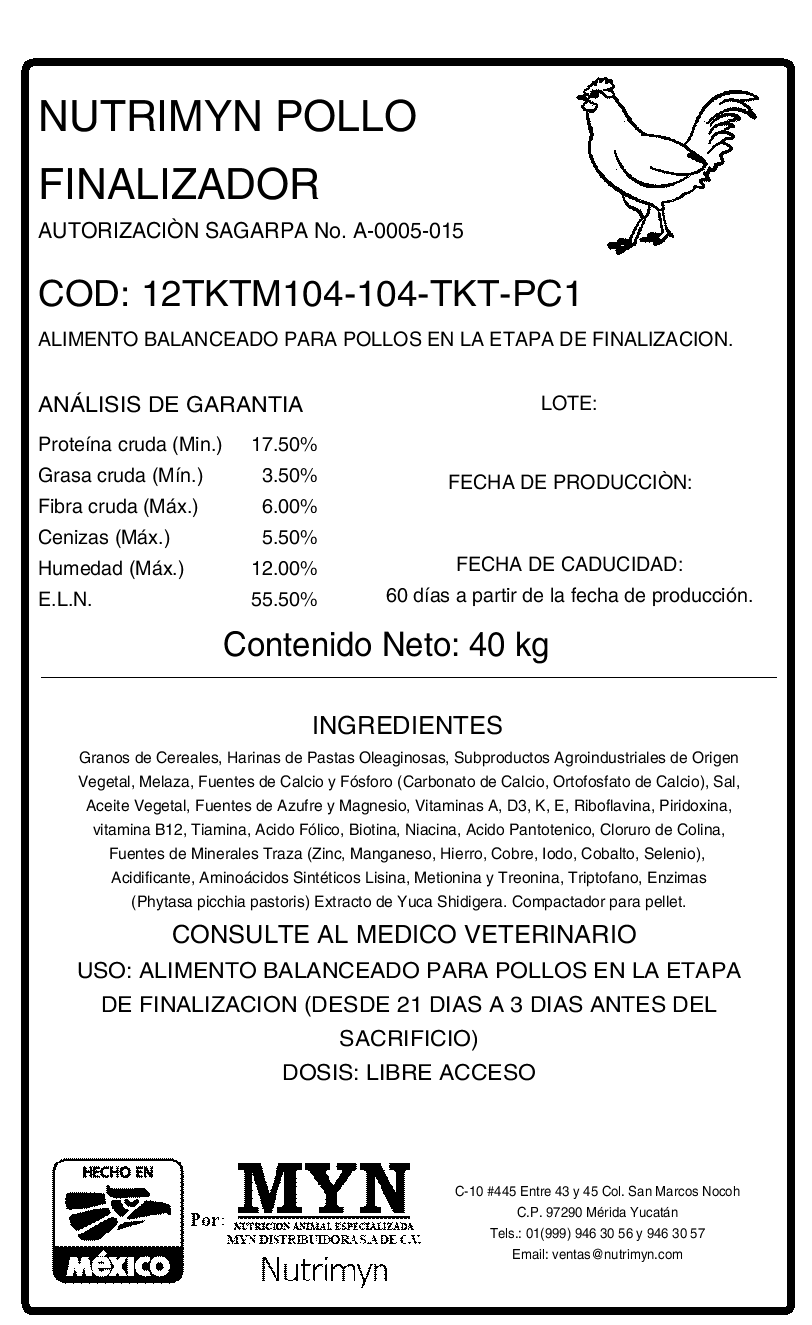 NUTRIMYN POLLO
FINALIZADOR
AUTORIZACIÒN SAGARPA No. A-0005-015
COD: 12TKTM104-104-TKT-PC1
ALIMENTO BALANCEADO PARA POLLOS EN LA ETAPA DE FINALIZACION.
ANÁLISIS DE GARANTIA
Proteína cruda (Min.) 17.50%
Grasa cruda (Mín.) 3.50%
Fibra cruda (Máx.) 6.00%
Cenizas (Máx.) 5.50%
Humedad (Máx.) 12.00%
E.L.N. 55.50%
LOTE:
FECHA DE PRODUCCIÒN:
FECHA DE CADUCIDAD:
60 días a partir de la fecha de producción.
Contenido Neto: 40 kg
INGREDIENTES
Granos de Cereales, Harinas de Pastas Oleaginosas, Subproductos Agroindustriales de Origen
Vegetal, Melaza, Fuentes de Calcio y Fósforo (Carbonato de Calcio, Ortofosfato de Calcio), Sal,
Aceite Vegetal, Fuentes de Azufre y Magnesio, Vitaminas A, D3, K, E, Riboflavina, Piridoxina,
vitamina B12, Tiamina, Acido Fólico, Biotina, Niacina, Acido Pantotenico, Cloruro de Colina,
Fuentes de Minerales Traza (Zinc, Manganeso, Hierro, Cobre, Iodo, Cobalto, Selenio),
Acidificante, Aminoácidos Sintéticos Lisina, Metionina y Treonina, Triptofano, Enzimas
(Phytasa picchia pastoris) Extracto de Yuca Shidigera. Compactador para pellet.
CONSULTE AL MEDICO VETERINARIO
USO: ALIMENTO BALANCEADO PARA POLLOS EN LA ETAPA
DE FINALIZACION (DESDE 21 DIAS A 3 DIAS ANTES DEL
SACRIFICIO)
DOSIS: LIBRE ACCESO
HECHO EN
MéXICO
Por:
MYN
NUTRICION ANIMAL ESPECIALIZADA
MYN DISTRIBUIDORA S.A DE C.V.
Nutrimyn
C-10 #445 Entre 43 y 45 Col. San Marcos Nocoh
C.P. 97290 Mérida Yucatán
Tels.: 01(999) 946 30 56 y 946 30 57
Email: ventas@nutrimyn.com